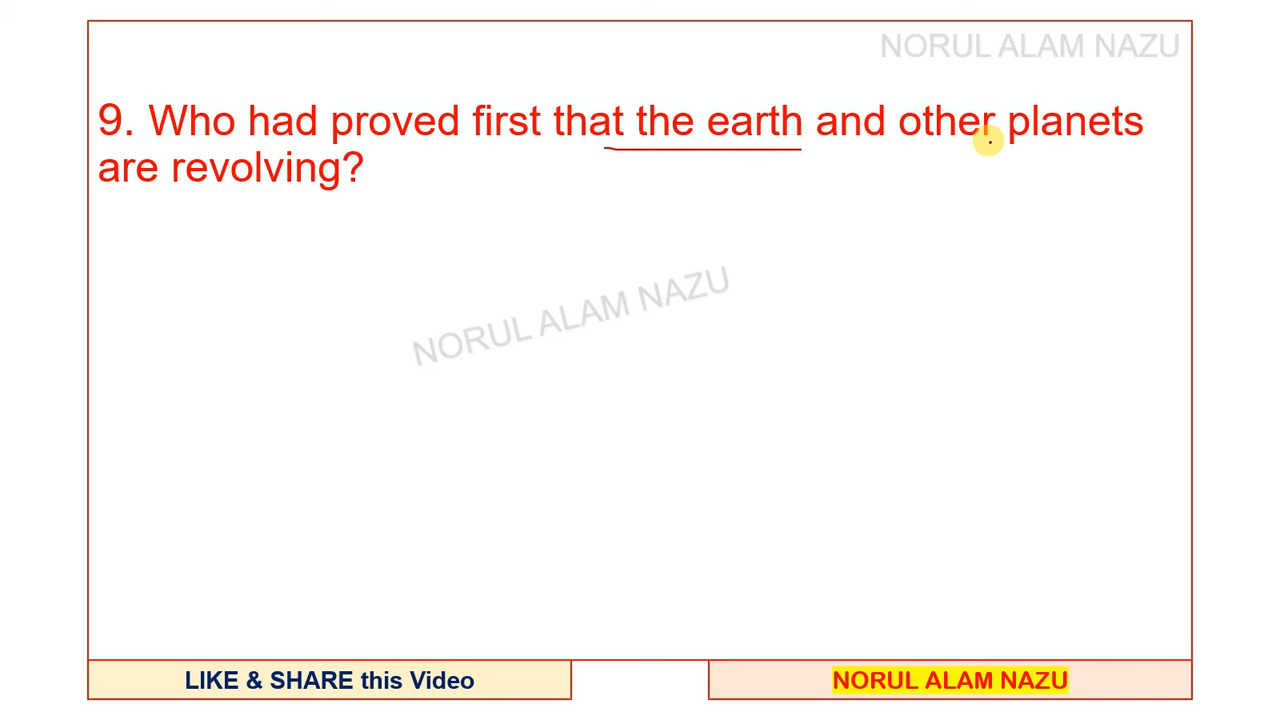 NORUL ALAM NAZU
9. Who had proved first that the earth and other planets
are revolving?
NORUL ALAM NAZU
LIKE & SHARE this Video
NORUL ALAM NAZU